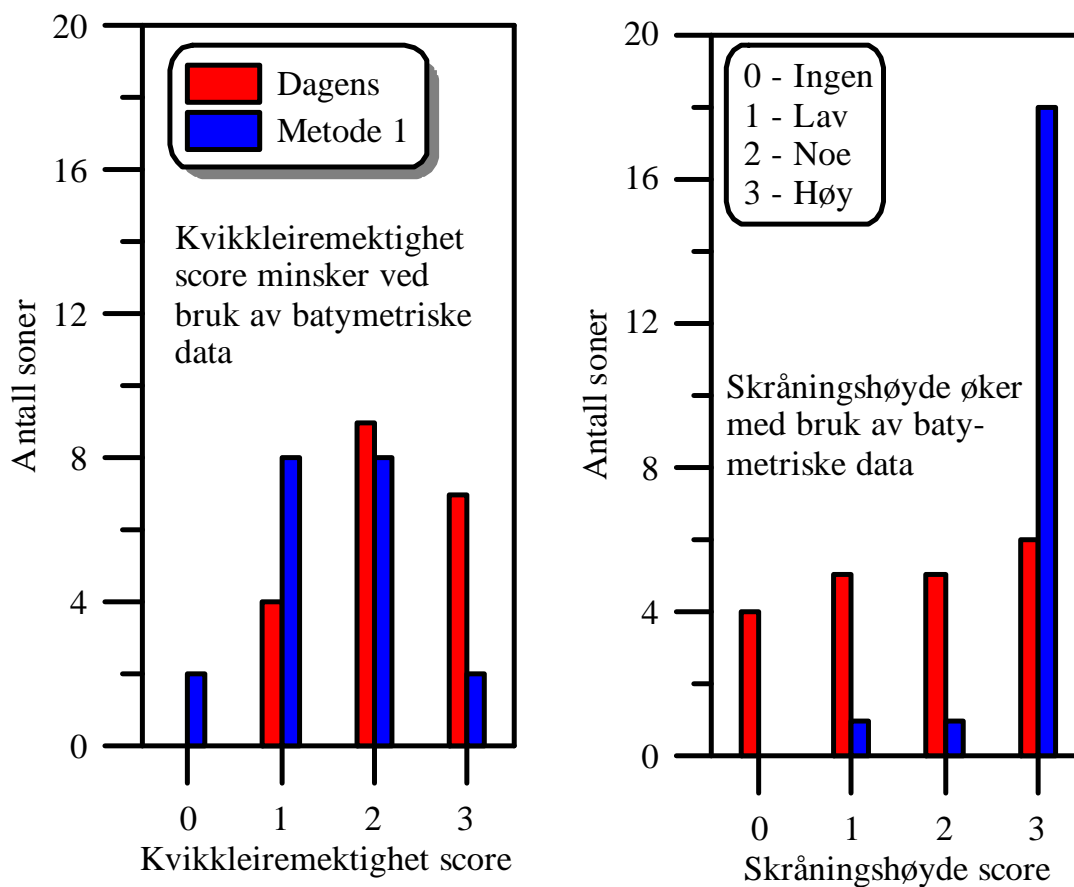 20
16
12
8
4
0
Antall soner
Dagens
Metode 1
Kvikkleiremektighet
score minsker ved
bruk av batymetriske
data
0 1 2 3
Kvikkleiremektighet score
20
16
12
8
4
0
Antall soner
0 - Ingen
1 - Lav
2 - Noe
3 - Høy
Skråningshøyde øker
med bruk av baty-
metriske data
0 1 2 3
Skråningshøyde score